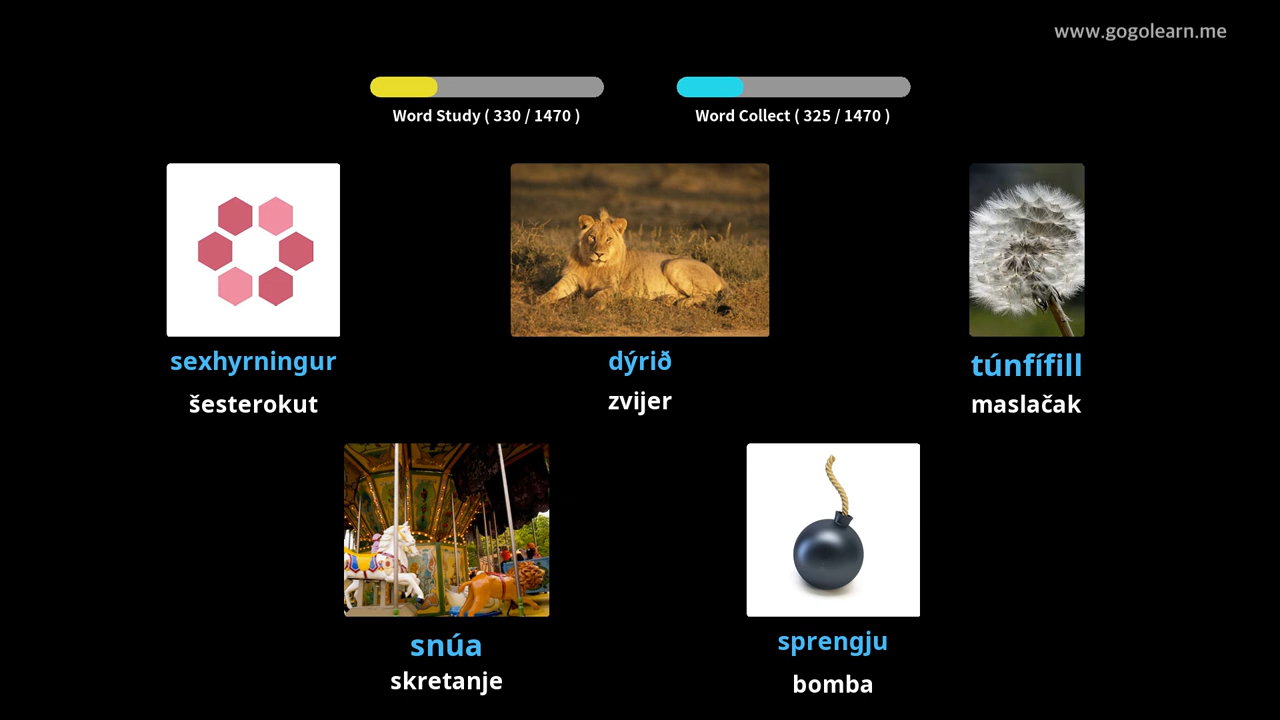 www.gogolearn.me
Word Study ( 330 / 1470 )
Word Collect ( 325 / 1470 )
sexhyrningur
šesterokut
dýrið
zvijer
túnfífill
maslačak
snúa
skretanje
sprengju
bomba